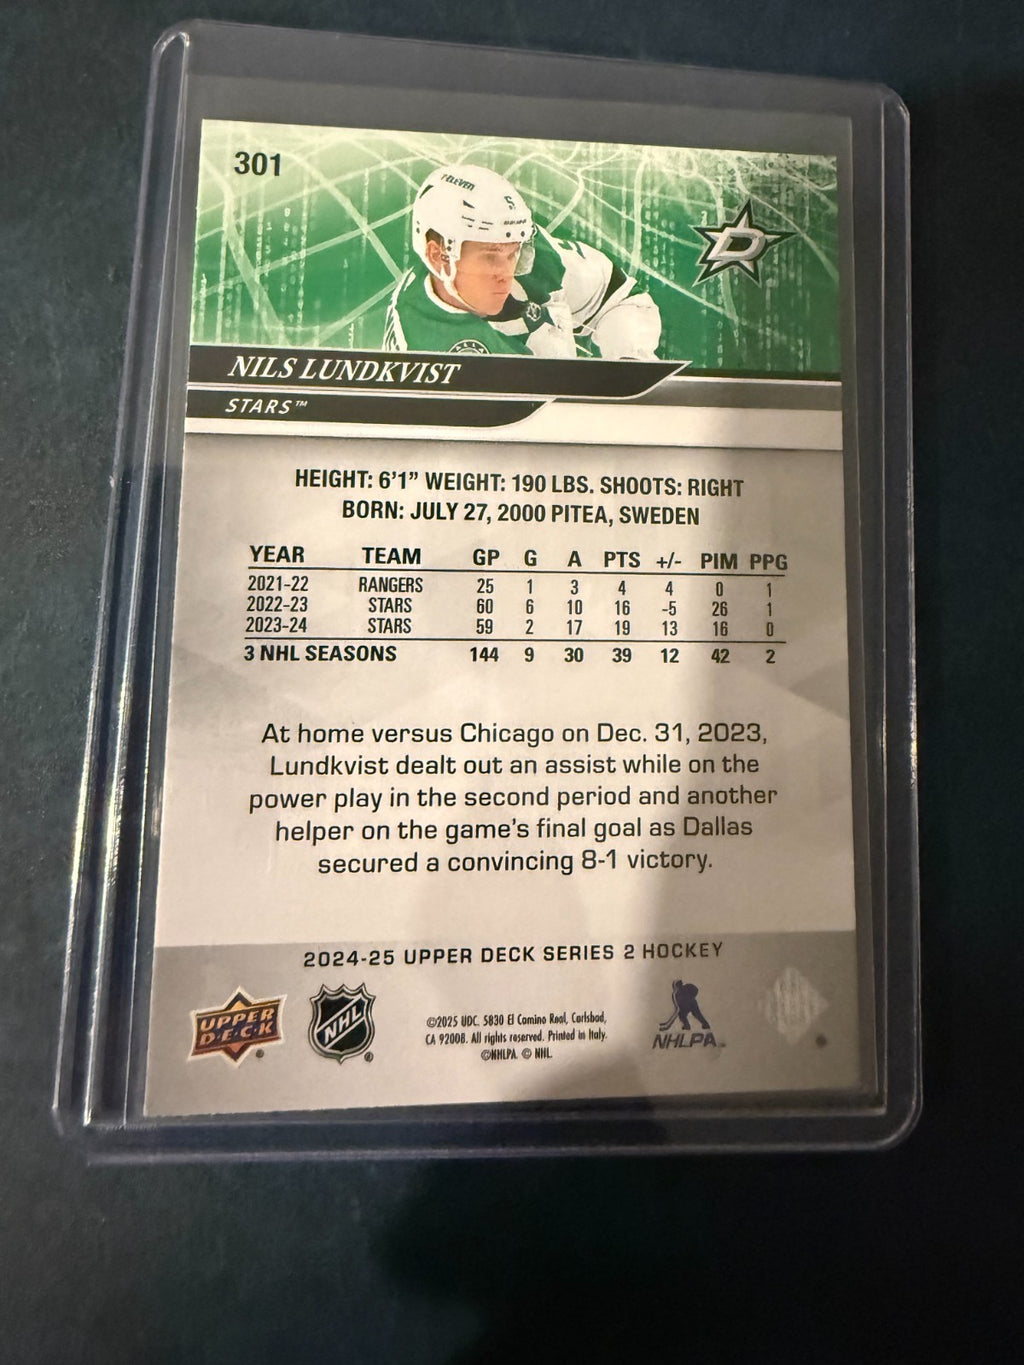 301
7-ELEVEN
5
BAUER
D
NILS LUNDKVIST
STARS™
HEIGHT: 6'1" WEIGHT: 190 LBS. SHOOTS: RIGHT
BORN: JULY 27, 2000 PITEA, SWEDEN
YEAR TEAM GP G A PTS +/- PIM PPG
2021-22 RANGERS 25 1 3 4 4 0 1
2022-23 STARS 60 6 10 16 -5 26 1
2023-24 STARS 59 2 17 19 13 16 0
3 NHL SEASONS 144 9 30 39 12 42 2
At home versus Chicago on Dec. 31, 2023,
Lundkvist dealt out an assist while on the
power play in the second period and another
helper on the game's final goal as Dallas
secured a convincing 8-1 victory.
2024-25 UPPER DECK SERIES 2 HOCKEY
UPPER
D·E·C·K
®
NHL
®
©2025 UDC. 5830 El Camino Real, Carlsbad,
CA 92008. All rights reserved. Printed in Italy.
©NHLPA. © NHL.
NHLPA™